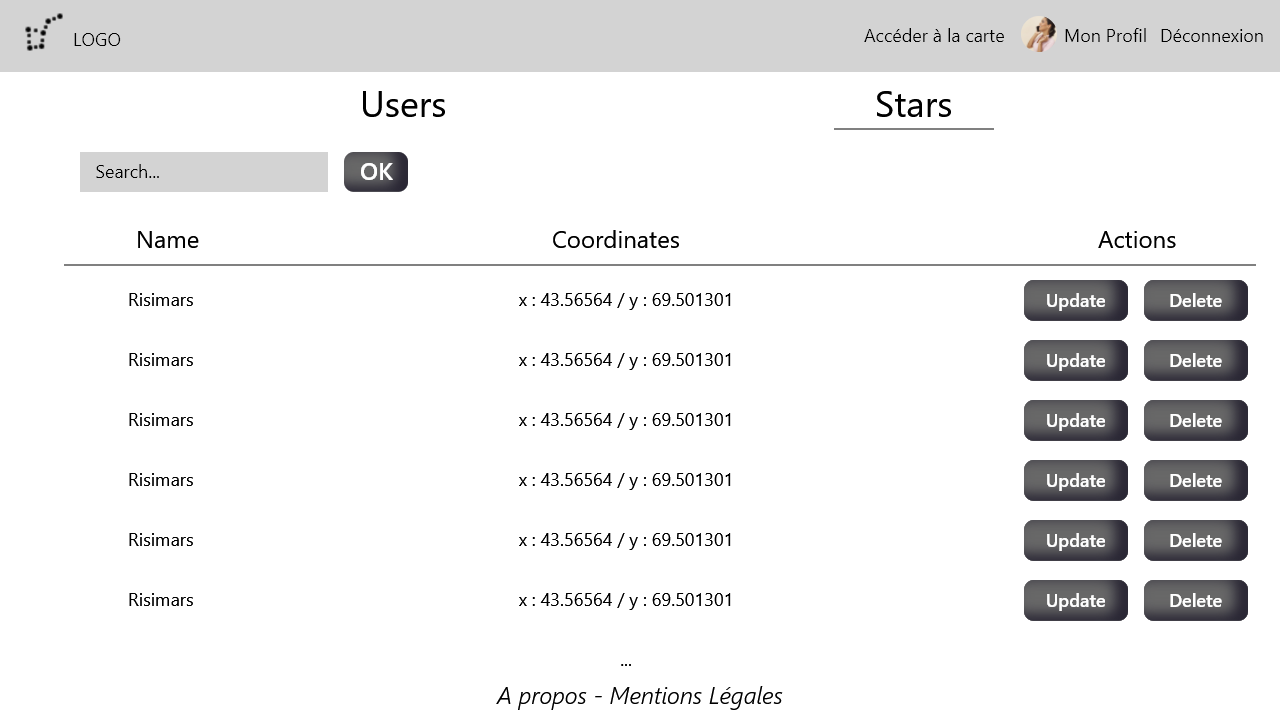 LOGO Accéder à la carte Mon Profil Déconnexion
Users Stars
Search... OK
Name Coordinates Actions
Risimars x : 43.56564 / y : 69.501301 Update Delete
Risimars x : 43.56564 / y : 69.501301 Update Delete
Risimars x : 43.56564 / y : 69.501301 Update Delete
Risimars x : 43.56564 / y : 69.501301 Update Delete
Risimars x : 43.56564 / y : 69.501301 Update Delete
Risimars x : 43.56564 / y : 69.501301 Update Delete
...
A propos - Mentions Légales